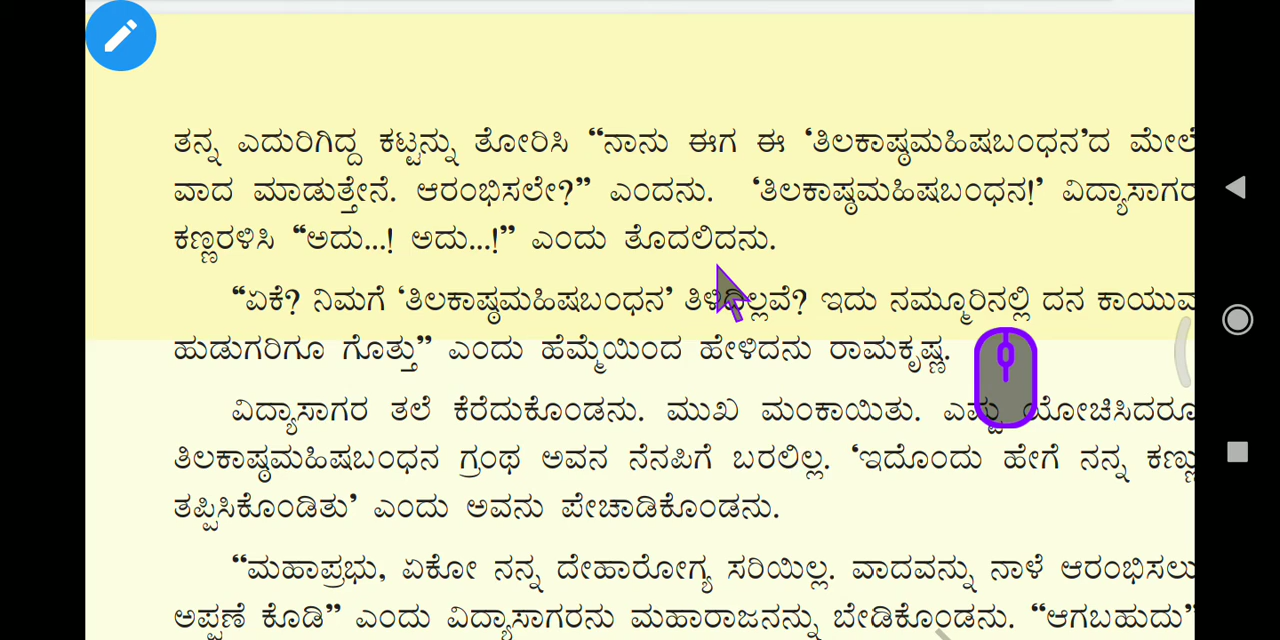 ತನ್ನ ಎದುರಿಗಿದ್ದ ಕಟ್ಟನ್ನು ತೋರಿಸಿ “ನಾನು ಈಗ ಈ ‘ತಿಲಕಾಷ್ಠಮಹಿಷಬಂಧನ’ದ ಮೇಲೆ
ವಾದ ಮಾಡುತ್ತೇನೆ. ಆರಂಭಿಸಲೇ?” ಎಂದನು. ‘ತಿಲಕಾಷ್ಠಮಹಿಷಬಂಧನ!’ ವಿದ್ಯಾಸಾಗರ
ಕಣ್ಣರಳಿಸಿ “ಅದು...! ಅದು...!” ಎಂದು ತೊದಲಿದನು.
“ಏಕೆ? ನಿಮಗೆ ‘ತಿಲಕಾಷ್ಠಮಹಿಷಬಂಧನ’ ತಿಳಿದಿಲ್ಲವೆ? ಇದು ನಮ್ಮೂರಿನಲ್ಲಿ ದನ ಕಾಯುವ
ಹುಡುಗರಿಗೂ ಗೊತ್ತು” ಎಂದು ಹೆಮ್ಮೆಯಿಂದ ಹೇಳಿದನು ರಾಮಕೃಷ್ಣ.
ವಿದ್ಯಾಸಾಗರ ತಲೆ ಕೆರೆದುಕೊಂಡನು. ಮುಖ ಮಂಕಾಯಿತು. ಎಷ್ಟು ಯೋಚಿಸಿದರೂ
ತಿಲಕಾಷ್ಠಮಹಿಷಬಂಧನ ಗ್ರಂಥ ಅವನ ನೆನಪಿಗೆ ಬರಲಿಲ್ಲ. ‘ಇದೊಂದು ಹೇಗೆ ನನ್ನ ಕಣ್ಣು
ತಪ್ಪಿಸಿಕೊಂಡಿತು’ ಎಂದು ಅವನು ಪೇಚಾಡಿಕೊಂಡನು.
“ಮಹಾಪ್ರಭು, ಏಕೋ ನನ್ನ ದೇಹಾರೋಗ್ಯ ಸರಿಯಿಲ್ಲ. ವಾದವನ್ನು ನಾಳೆ ಆರಂಭಿಸಲು
ಅಪ್ಪಣೆ ಕೊಡಿ” ಎಂದು ವಿದ್ಯಾಸಾಗರನು ಮಹಾರಾಜನನ್ನು ಬೇಡಿಕೊಂಡನು. “ಆಗಬಹುದು”